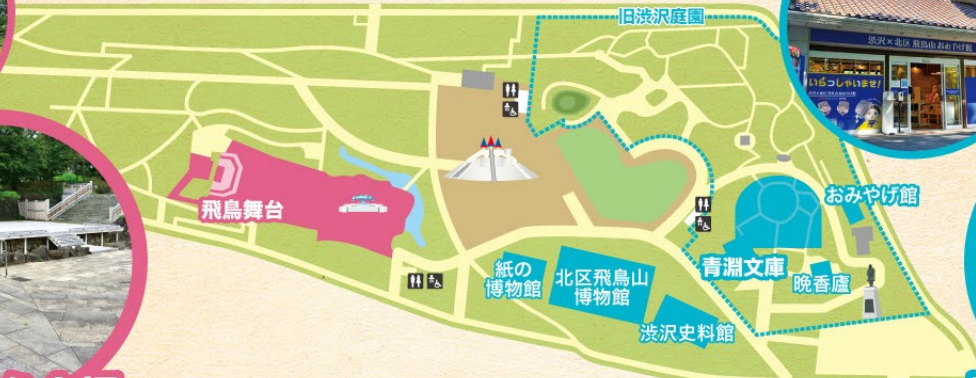 旧渋沢庭園
渋沢×北区 飛鳥山おみやげ館
いらっしゃいませ!
おみやげ館
飛鳥舞台
青淵文庫
晩香廬
紙の
博物館
北区飛鳥山
博物館
渋沢史料館